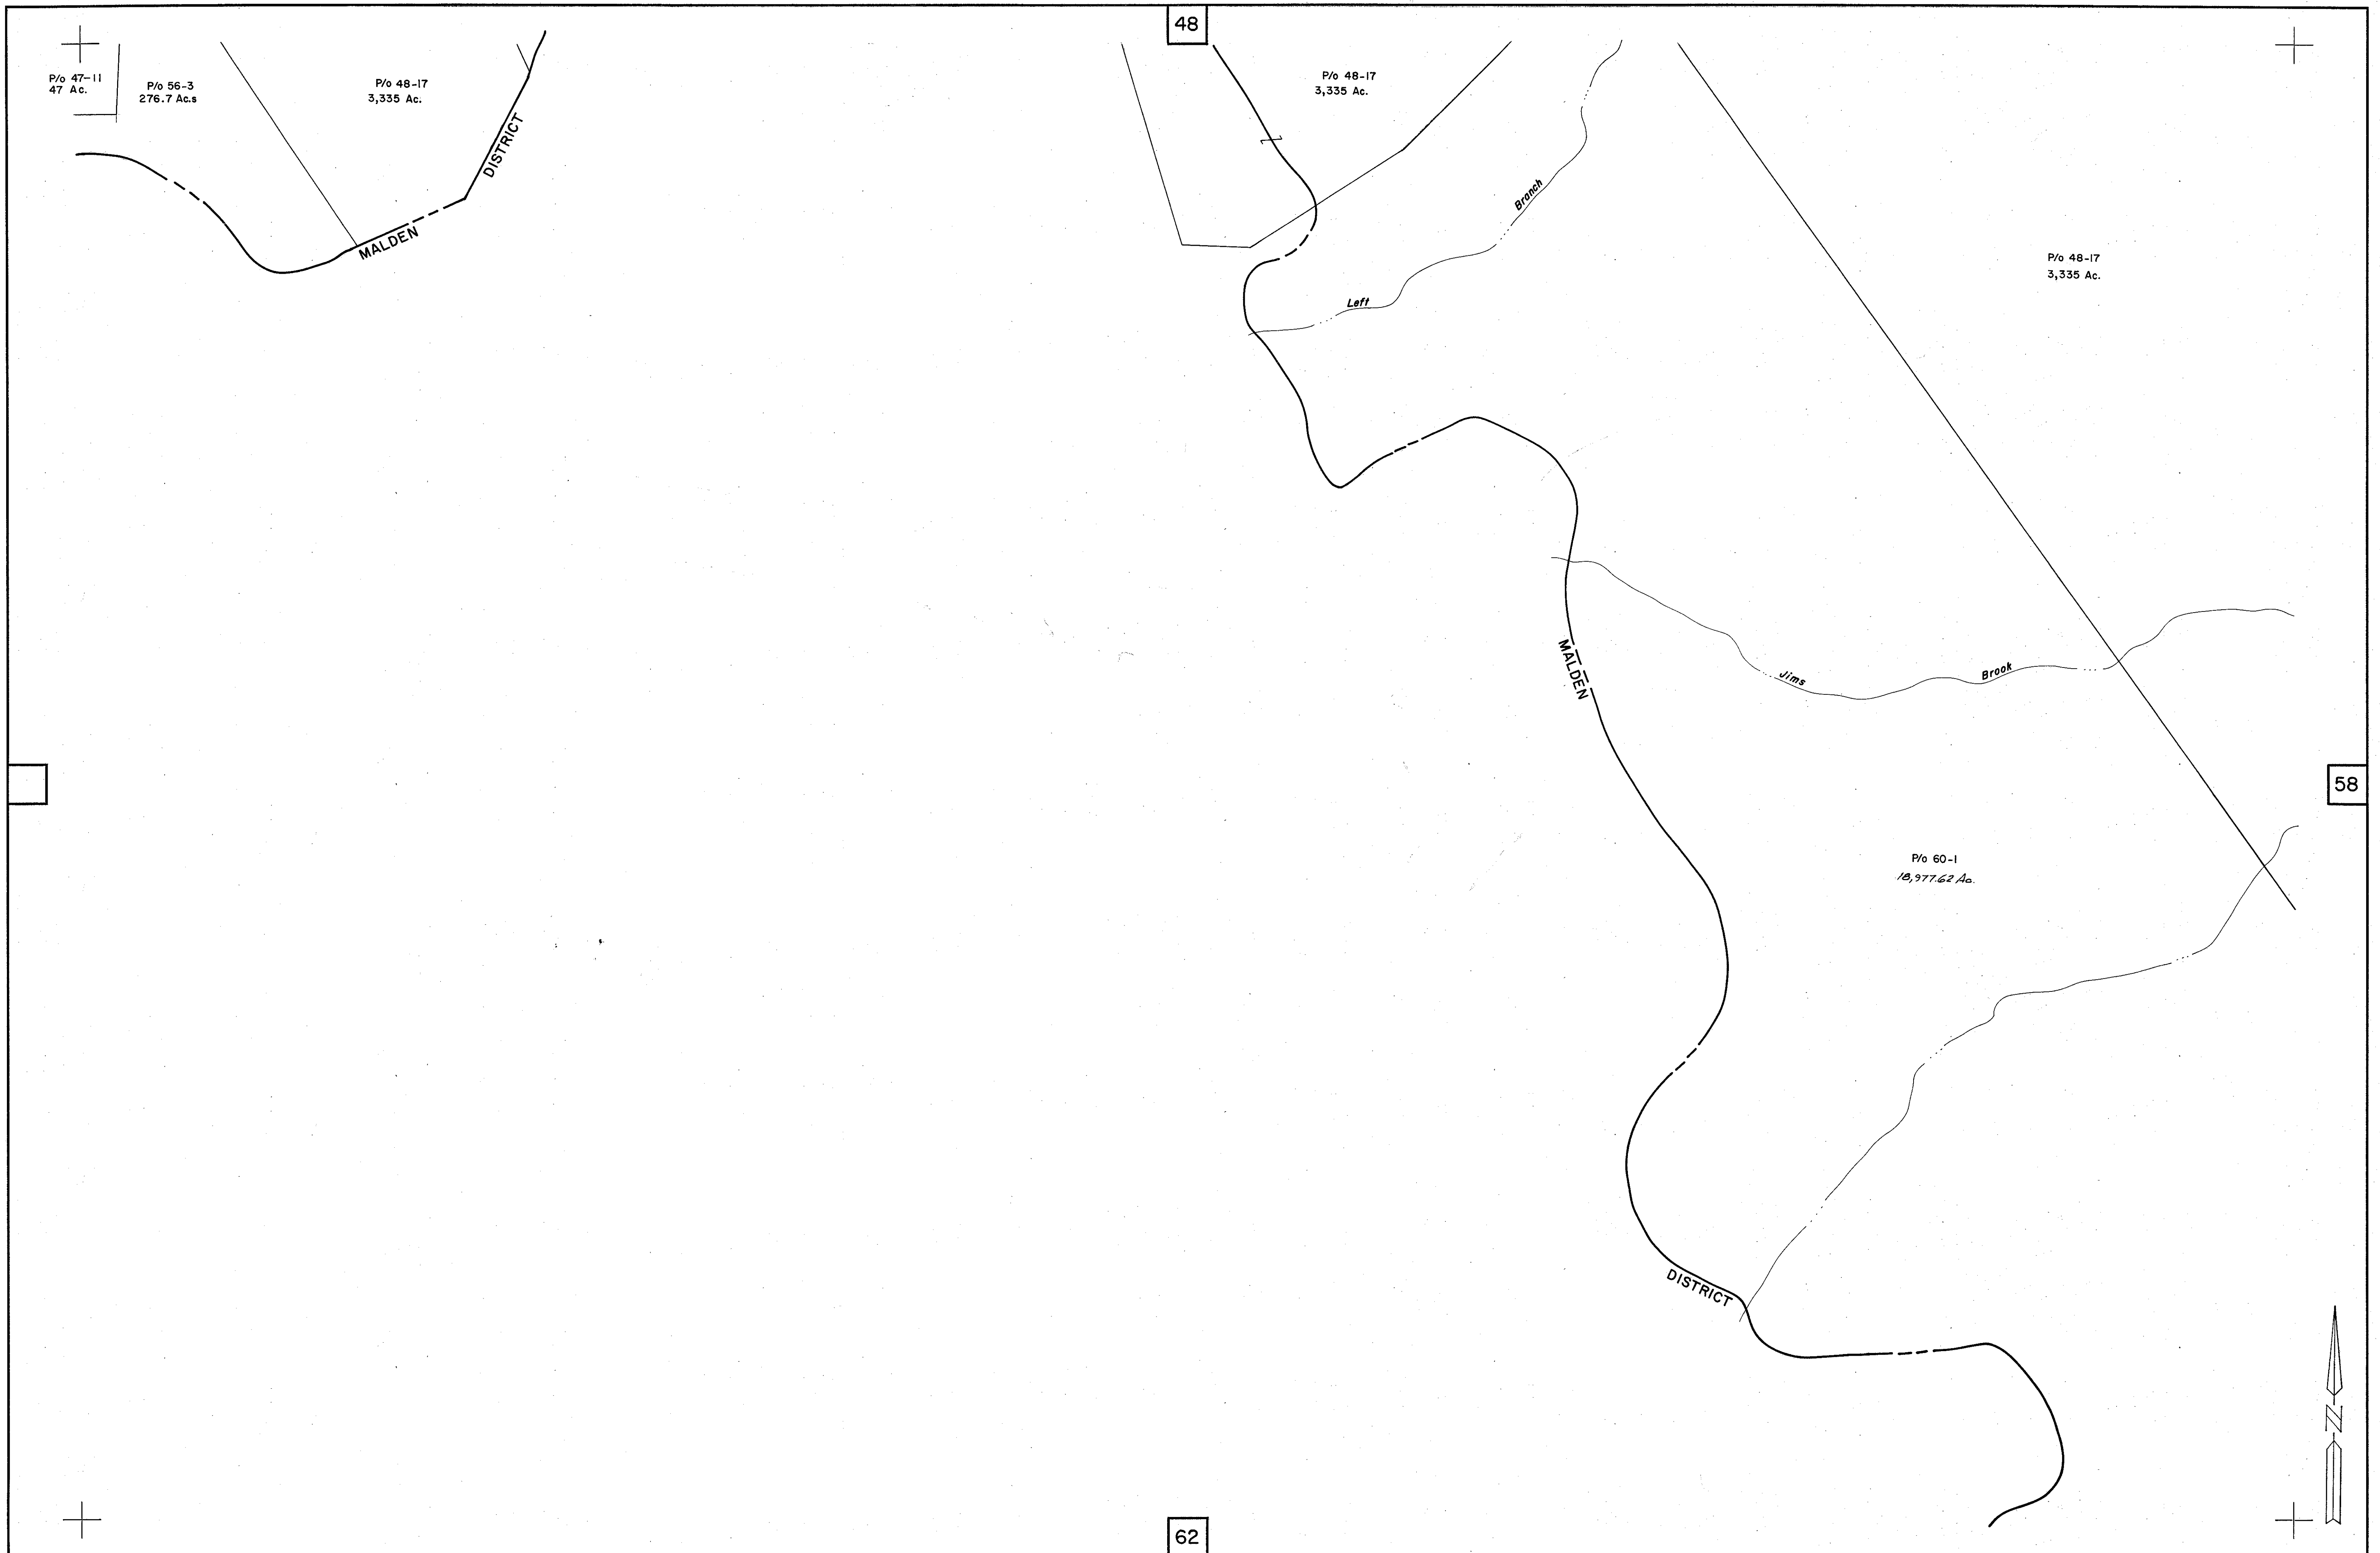 48
P/o 47-11
47 Ac.
P/o 56-3
276.7 Ac.s
P/o 48-17
3,335 Ac.
DISTRICT
MALDEN
P/o 48-17
3,335 Ac.
Branch
Left
P/o 48-17
3,335 Ac.
MALDEN
Jims
Brook
58
P/o 60-1
18,977.62 Ac.
DISTRICT
N
62